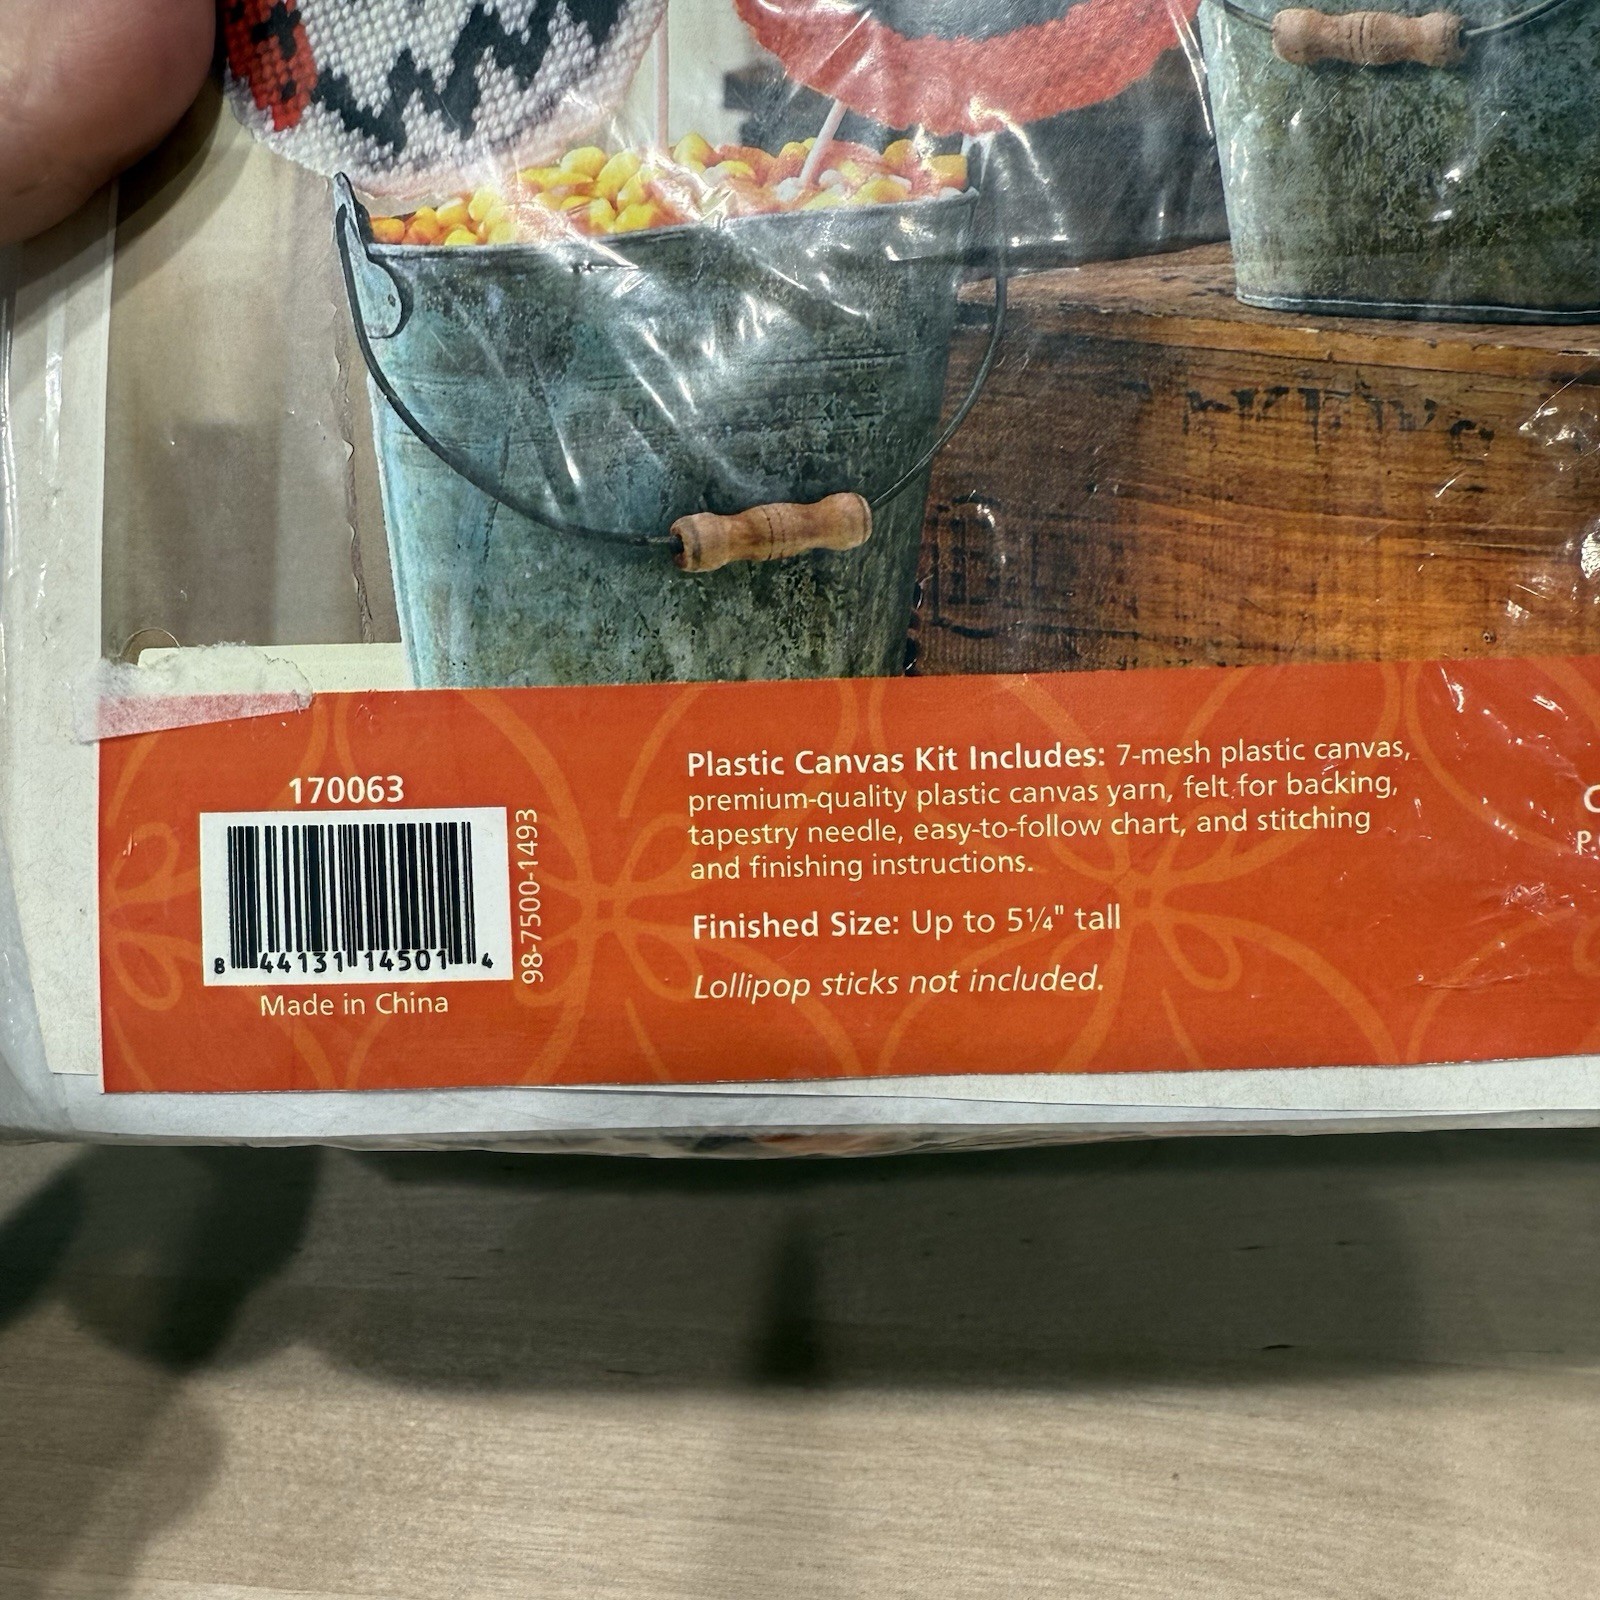 170063
8 44131 14501 4
98-7500-1493
Made in China
Plastic Canvas Kit Includes: 7-mesh plastic canvas,
premium-quality plastic canvas yarn, felt for backing,
tapestry needle, easy-to-follow chart, and stitching
and finishing instructions.
Finished Size: Up to 5¼" tall
Lollipop sticks not included.